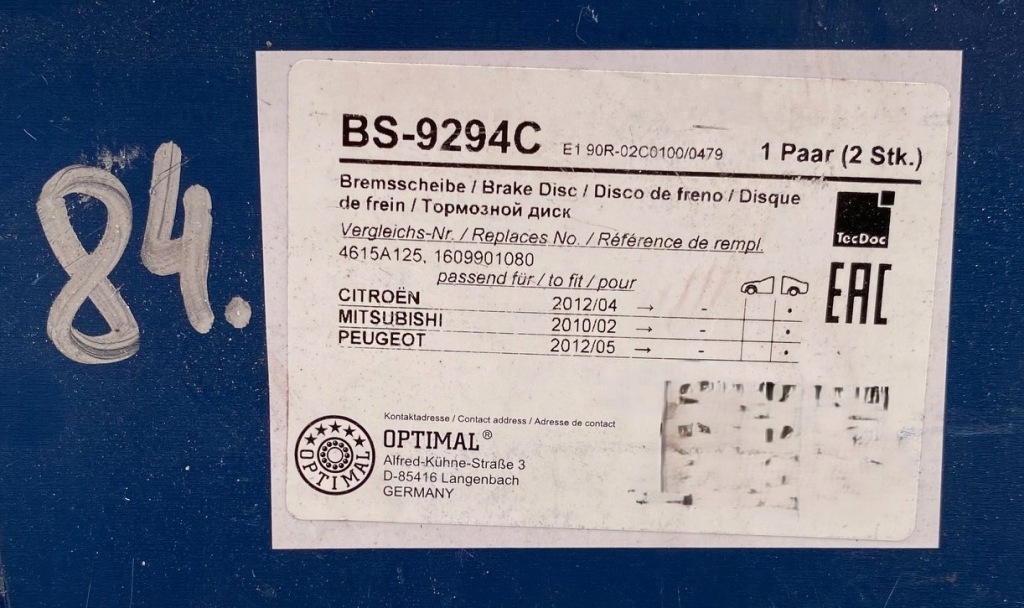 84.
BS-9294C E1 90R-02C0100/0479 1 Paar (2 Stk.)
Bremsscheibe / Brake Disc / Disco de freno / Disque
de frein / Тормозной диск
TecDoc
Vergleichs-Nr. / Replaces No. / Référence de rempl.
4615A125, 1609901080
passend für / to fit / pour
EAC
CITROËN 2012/04 → - •
MITSUBISHI 2010/02 → - •
PEUGEOT 2012/05 → - •
Kontaktadresse / Contact address / Adresse de contact
OPTIMAL
OPTIMAL®
Alfred-Kühne-Straße 3
D-85416 Langenbach
GERMANY